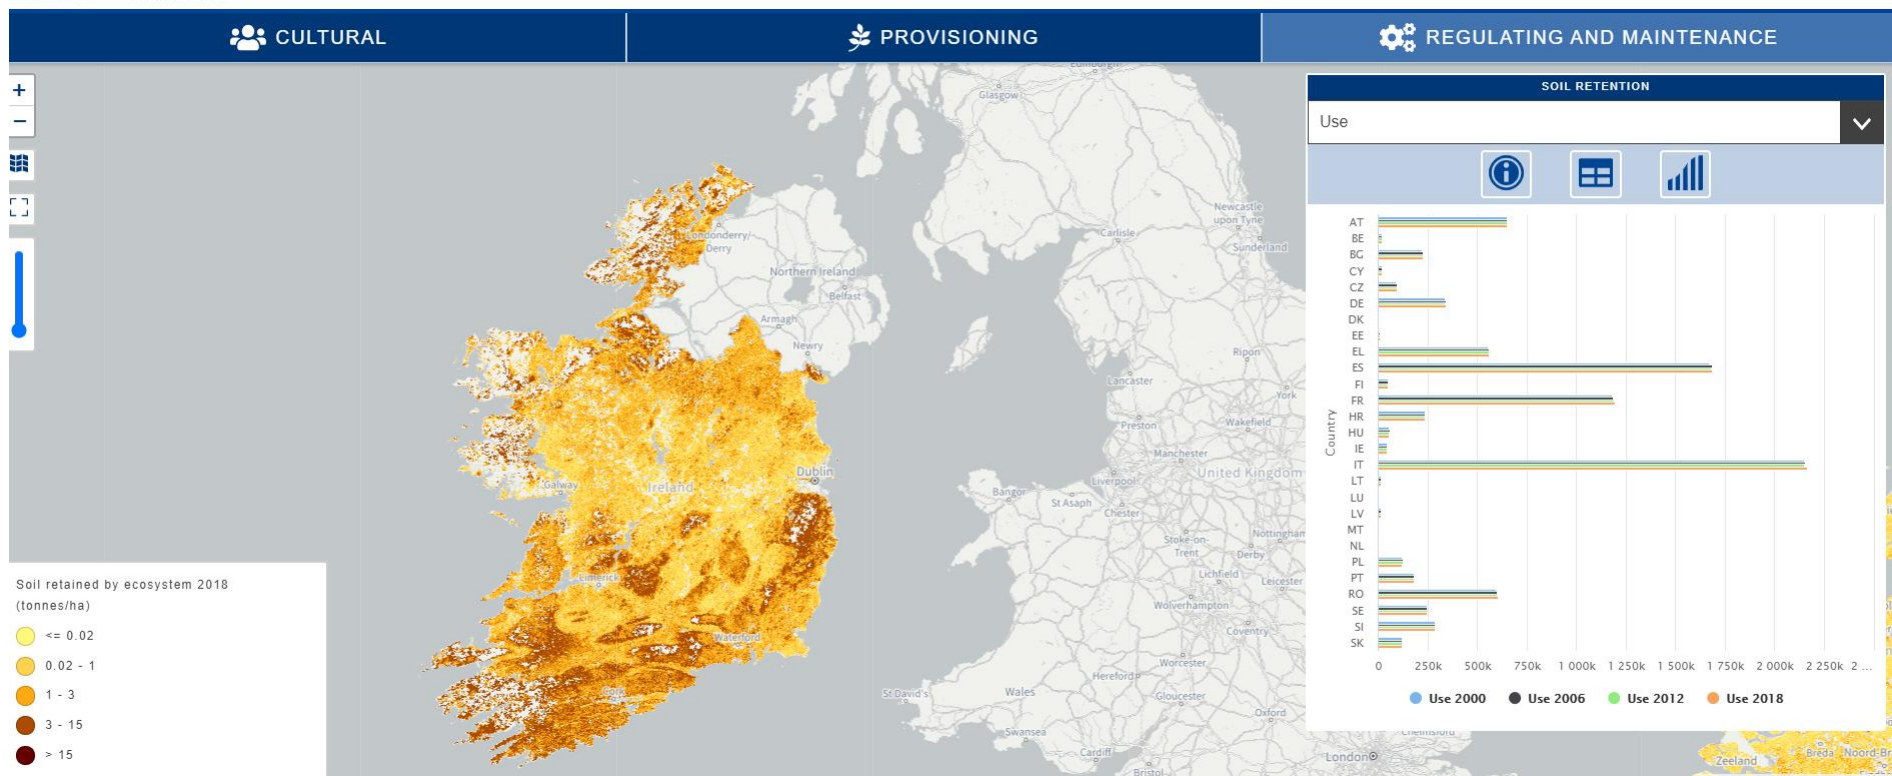 CULTURAL
PROVISIONING
REGULATING AND MAINTENANCE
+
−
SOIL RETENTION
Use
Glasgow
Londonderry/
Derry
Northern Ireland
Belfast
Armagh
Newry
Newcastle
upon Tyne
Sunderland
Carlisle
Ripon
Lancaster
York
Preston
Wakefield
Manchester
United Kingdom
Liverpool
Bangor
St Asaph
Chester
Stoke-on-
Trent
Nottingham
Derby
Lichfield
Leicester
Wolverhampton
Coventry
Worcester
Hereford
St David's
Wales
Gloucester
Oxford
Swansea
Cardiff
Bristol
London
Chelmsford
Zeeland
Breda
Noord-Br
Dublin
Galway
Ireland
Limerick
Waterford
Cork
Soil retained by ecosystem 2018
(tonnes/ha)
<= 0.02
0.02 - 1
1 - 3
3 - 15
> 15
Country
AT
BE
BG
CY
CZ
DE
DK
EE
EL
ES
FI
FR
HR
HU
IE
IT
LT
LU
LV
MT
NL
PL
PT
RO
SE
SI
SK
0 250k 500k 750k 1 000k 1 250k 1 500k 1 750k 2 000k 2 250k 2 ...
Use 2000 Use 2006 Use 2012 Use 2018